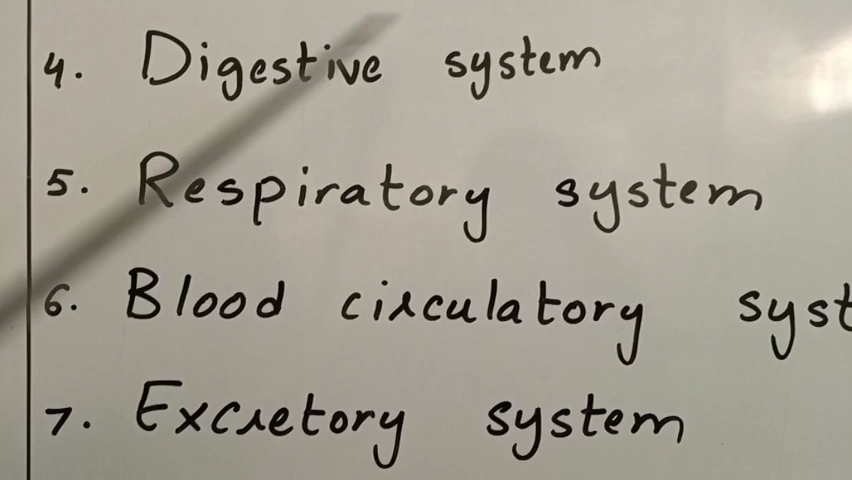 4. Digestive system
5. Respiratory system
6. Blood circulatory syst
7. Excretory system